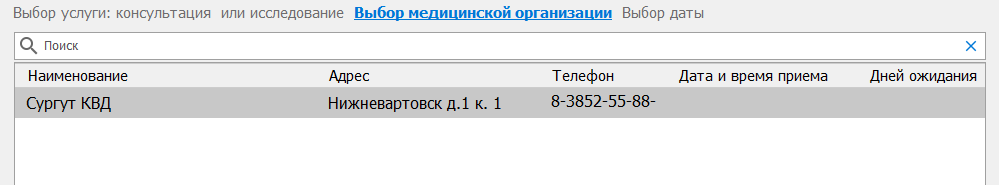 Выбор услуги: консультация или исследование Выбор медицинской организации Выбор даты
Поиск
Наименование Адрес Телефон Дата и время приема Дней ожидания
Сургут КВД Нижневартовск д.1 к. 1 8-3852-55-88-